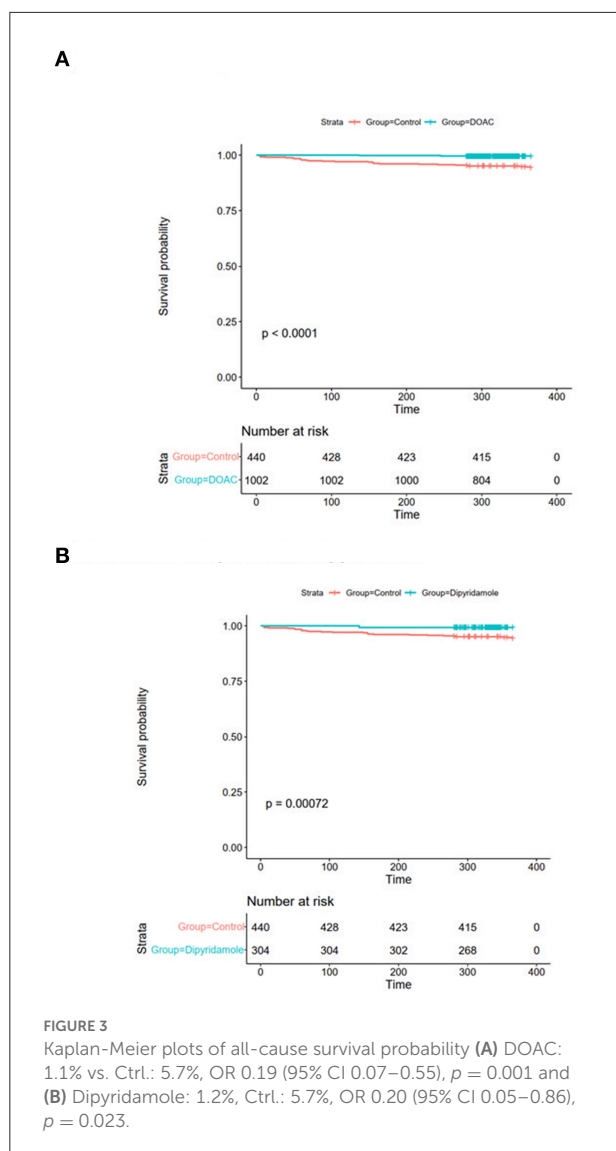 A
Strata Group=Control Group=DOAC
1.00
0.75
0.50
0.25
0.00
Survival probability
p < 0.0001
0 100 200 300 400
Time
Number at risk
Strata
Group=Control 440 428 423 415 0
Group=DOAC 1002 1002 1000 804 0
0 100 200 300 400
Time
B
Strata Group=Control Group=Dipyridamole
1.00
0.75
0.50
0.25
0.00
Survival probability
p = 0.00072
0 100 200 300 400
Time
Number at risk
Strata
Group=Control 440 428 423 415 0
Group=Dipyridamole 304 304 302 268 0
0 100 200 300 400
Time
FIGURE 3
Kaplan-Meier plots of all-cause survival probability (A) DOAC:
1.1% vs. Ctrl.: 5.7%, OR 0.19 (95% CI 0.07–0.55), p = 0.001 and
(B) Dipyridamole: 1.2%, Ctrl.: 5.7%, OR 0.20 (95% CI 0.05–0.86),
p = 0.023.